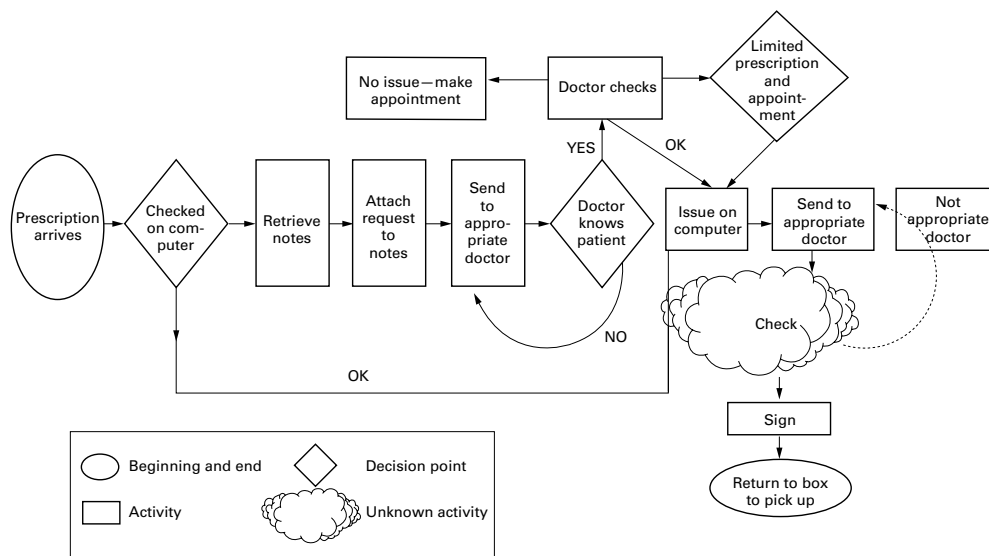 No issue—make
appointment
Doctor checks
Limited
prescription
and
appoint-
ment
YES
OK
Prescription
arrives
Checked
on com-
puter
Retrieve
notes
Attach
request
to
notes
Send
to
appro-
priate
doctor
Doctor
knows
patient
Issue on
computer
Send to
appropriate
doctor
Not
appropriate
doctor
NO
Check
OK
Sign
Return to box
to pick up
Beginning and end
Decision point
Activity
Unknown activity